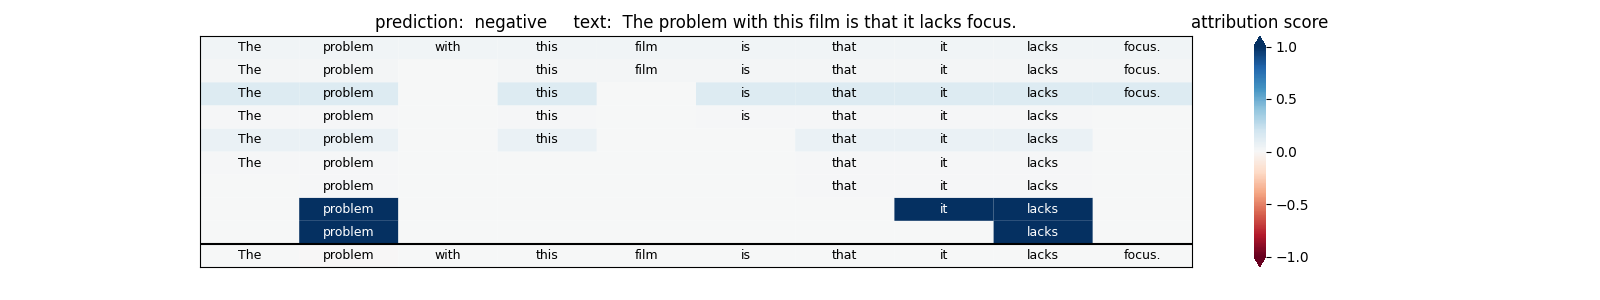 prediction:  negative     text:  The problem with this film is that it lacks focus.
attribution score
The problem with this film is that it lacks focus.
The problem this film is that it lacks focus.
The problem this is that it lacks focus.
The problem this is that it lacks
The problem this that it lacks
The problem that it lacks
problem that it lacks
problem it lacks
problem lacks
The problem with this film is that it lacks focus.
1.0
0.5
0.0
−0.5
−1.0